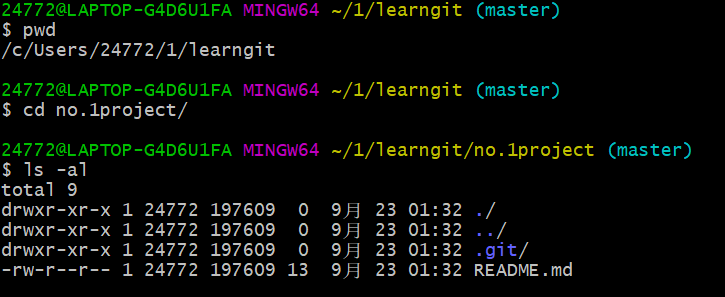 24772@LAPTOP-G4D6U1FA MINGW64 ~/1/learngit (master)
$ pwd
/c/Users/24772/1/learngit
24772@LAPTOP-G4D6U1FA MINGW64 ~/1/learngit (master)
$ cd no.1project/
24772@LAPTOP-G4D6U1FA MINGW64 ~/1/learngit/no.1project (master)
$ ls -al
total 9
drwxr-xr-x 1 24772 197609  0  9月 23 01:32 ./
drwxr-xr-x 1 24772 197609  0  9月 23 01:32 ../
drwxr-xr-x 1 24772 197609  0  9月 23 01:32 .git/
-rw-r--r-- 1 24772 197609 13  9月 23 01:32 README.md